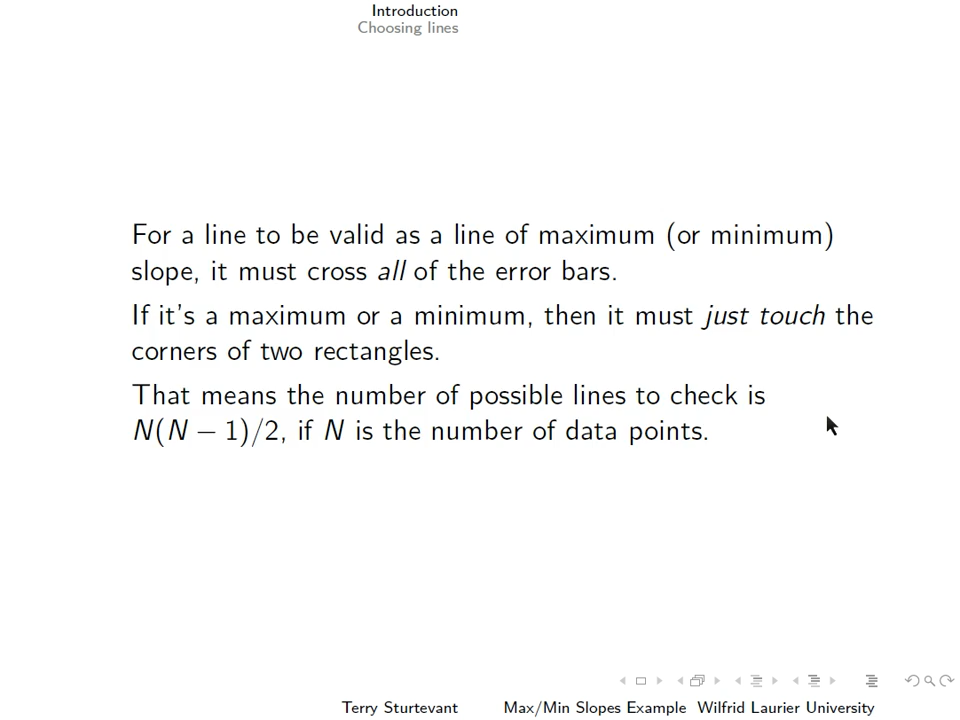 Introduction
Choosing lines
For a line to be valid as a line of maximum (or minimum)
slope, it must cross all of the error bars.
If it's a maximum or a minimum, then it must just touch the
corners of two rectangles.
That means the number of possible lines to check is
N(N − 1)/2, if N is the number of data points.
Terry Sturtevant Max/Min Slopes Example Wilfrid Laurier University